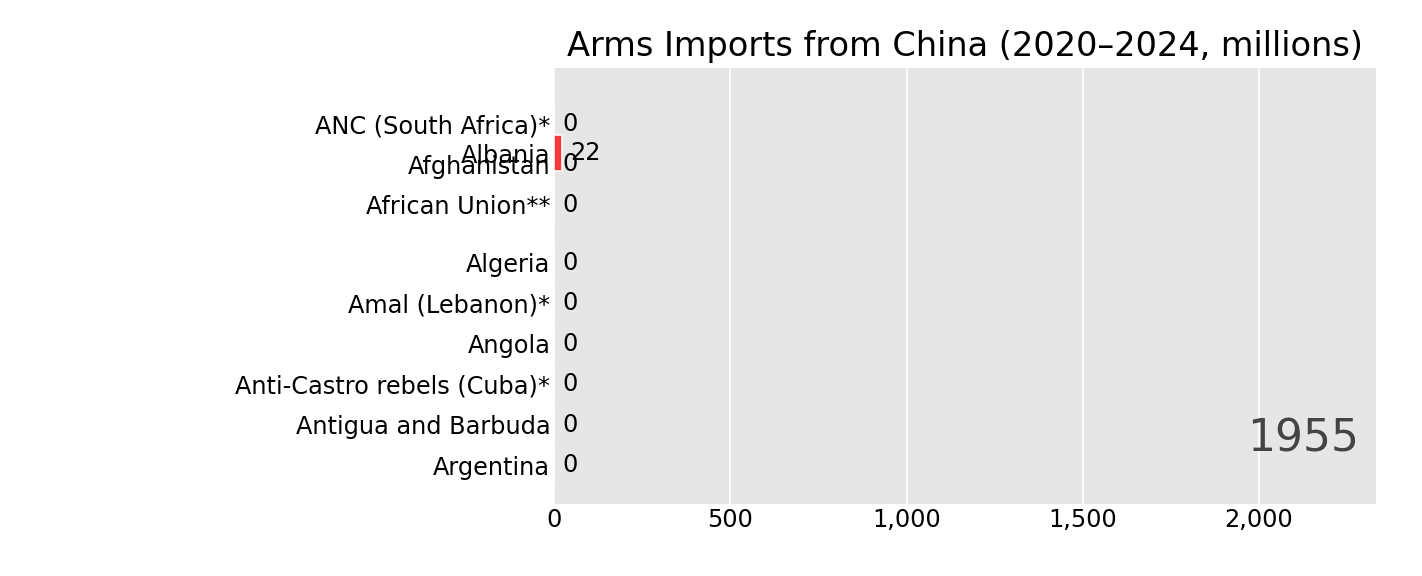 Arms Imports from China (2020–2024, millions)
ANC (South Africa)* 0
Albania 22
Afghanistan 0
African Union** 0
Algeria 0
Amal (Lebanon)* 0
Angola 0
Anti-Castro rebels (Cuba)* 0
Antigua and Barbuda 0
1955
Argentina 0
0 500 1,000 1,500 2,000